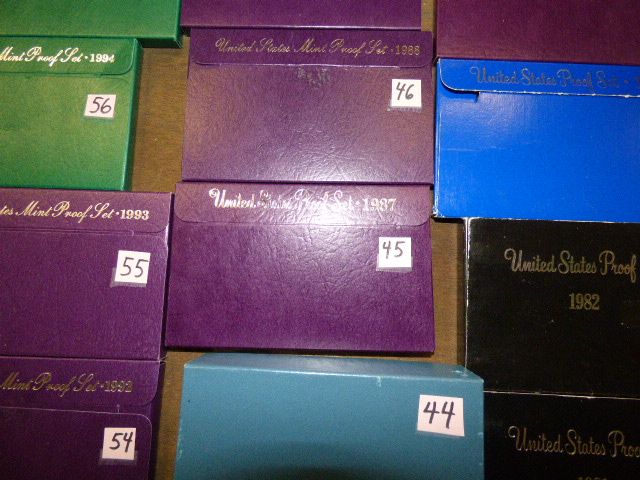 Mint Proof Set · 1994
56
United States Mint Proof Set · 1988
46
United States Proof Set ·
Mint Proof Set · 1993
55
United States Proof Set · 1987
45
United States Proof
1982
Mint Proof Set · 1992
54
44
United States Proof